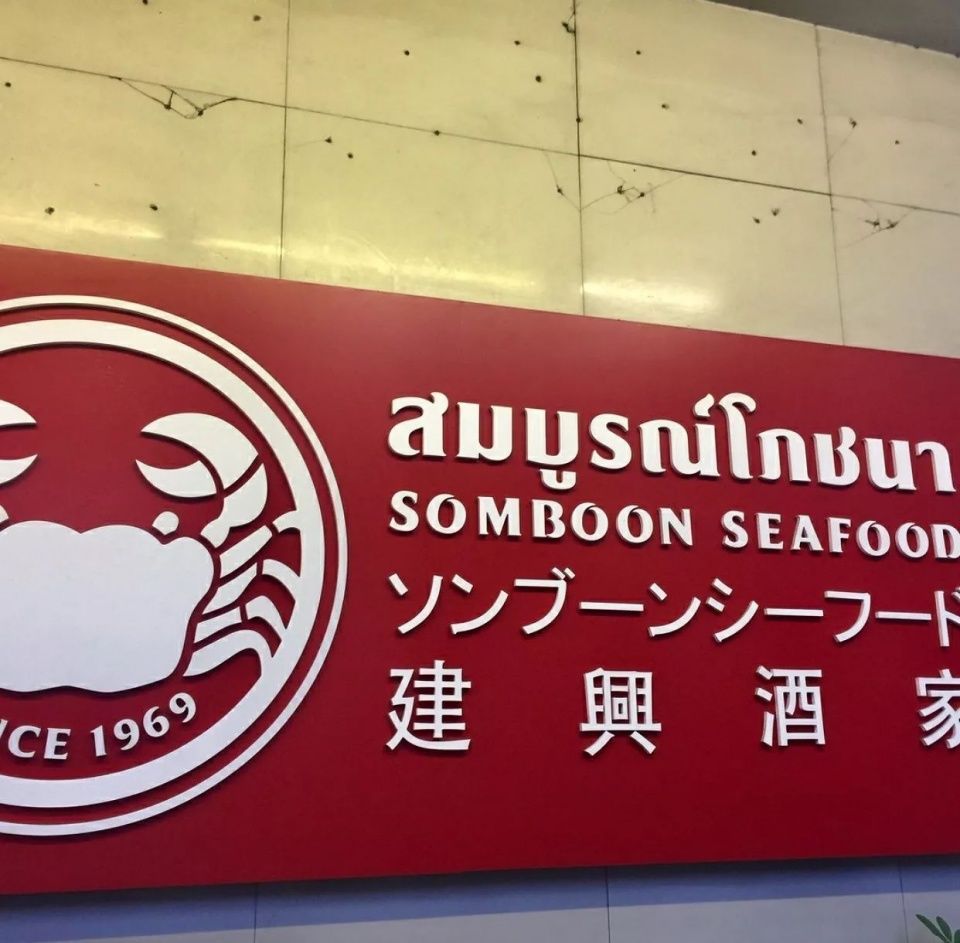 สมบูรณ์โภชนา
SOMBOON SEAFOOD
ソンブーンシーフード
建興酒家
1969